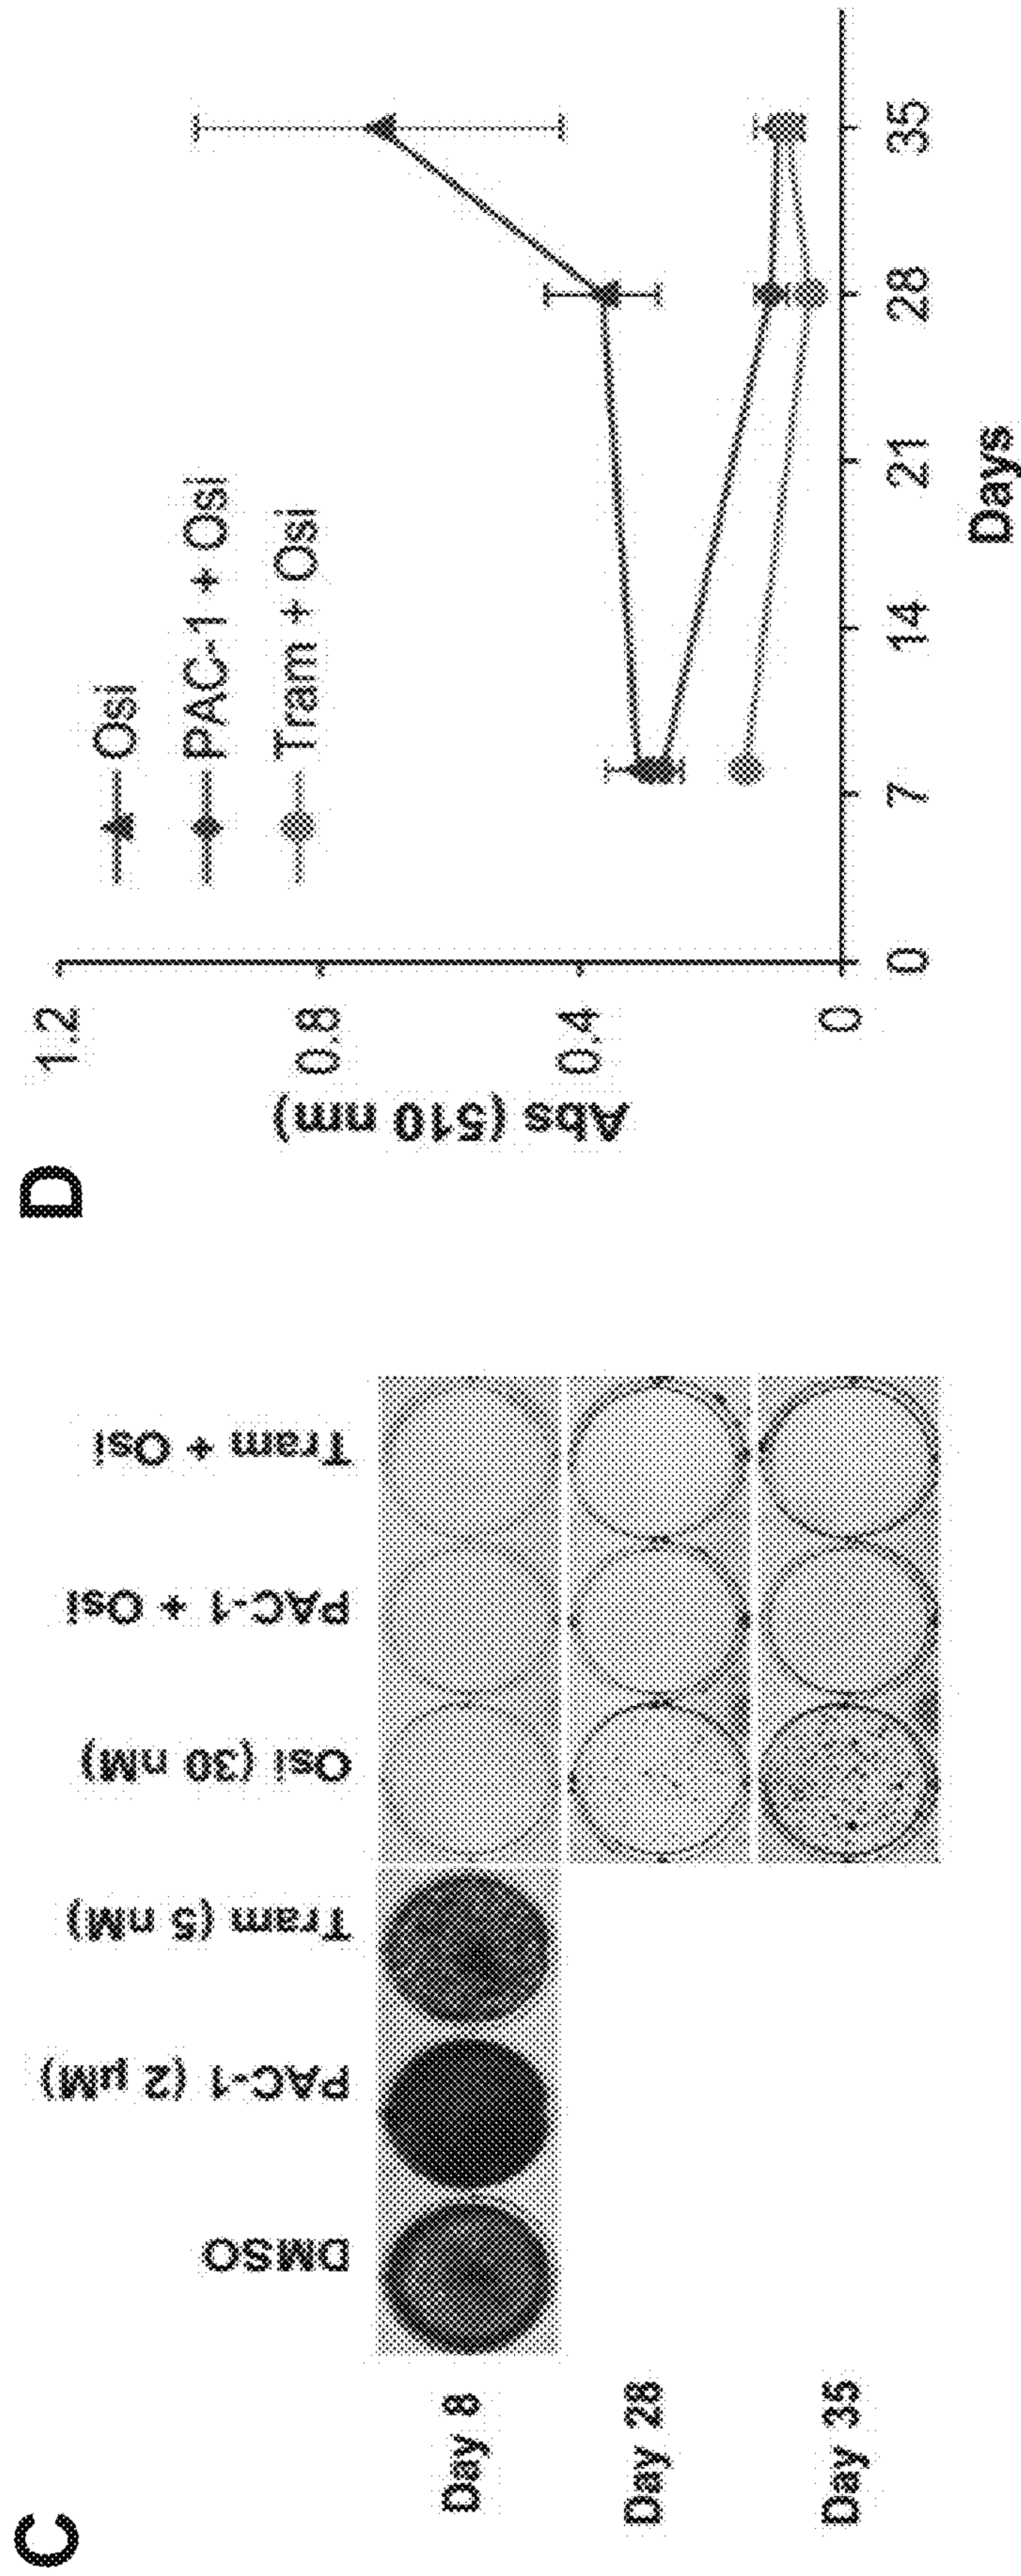 C
DMSO
PAC-1 (2 µM)
Tram (5 nM)
Osi (30 nM)
PAC-1 + Osi
Tram + Osi
Day 8
Day 28
Day 35
D
Abs (510 nm)
1.2
0.8
0.4
0
Osi
PAC-1 + Osi
Tram + Osi
0 7 14 21 28 35
Days